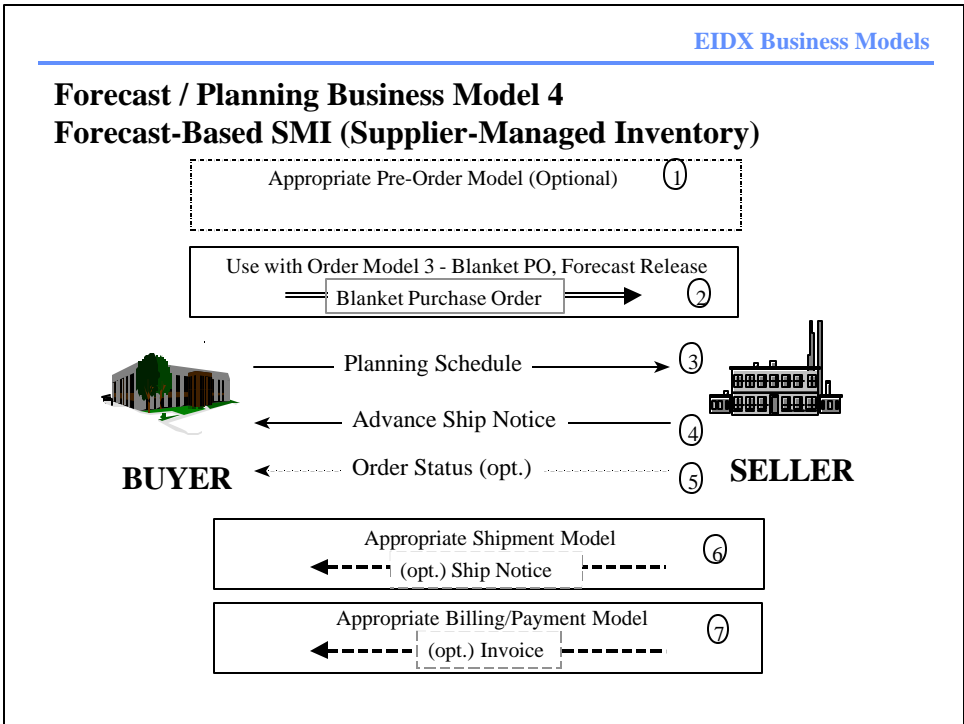 EIDX Business Models
Forecast / Planning Business Model 4
Forecast-Based SMI (Supplier-Managed Inventory)
Appropriate Pre-Order Model (Optional) 1
Use with Order Model 3 - Blanket PO, Forecast Release
Blanket Purchase Order 2
Planning Schedule 3
Advance Ship Notice 4
BUYER Order Status (opt.) 5 SELLER
Appropriate Shipment Model 6
(opt.) Ship Notice
Appropriate Billing/Payment Model 7
(opt.) Invoice